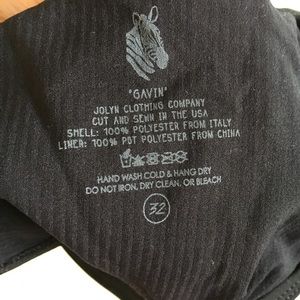 "GAVIN"
JOLYN CLOTHING COMPANY
CUT AND SEWN IN THE USA
SHELL: 100% POLYESTER FROM ITALY
LINER: 100% PBT POLYESTER FROM CHINA
HAND WASH COLD & HANG DRY
DO NOT IRON, DRY CLEAN, OR BLEACH
32